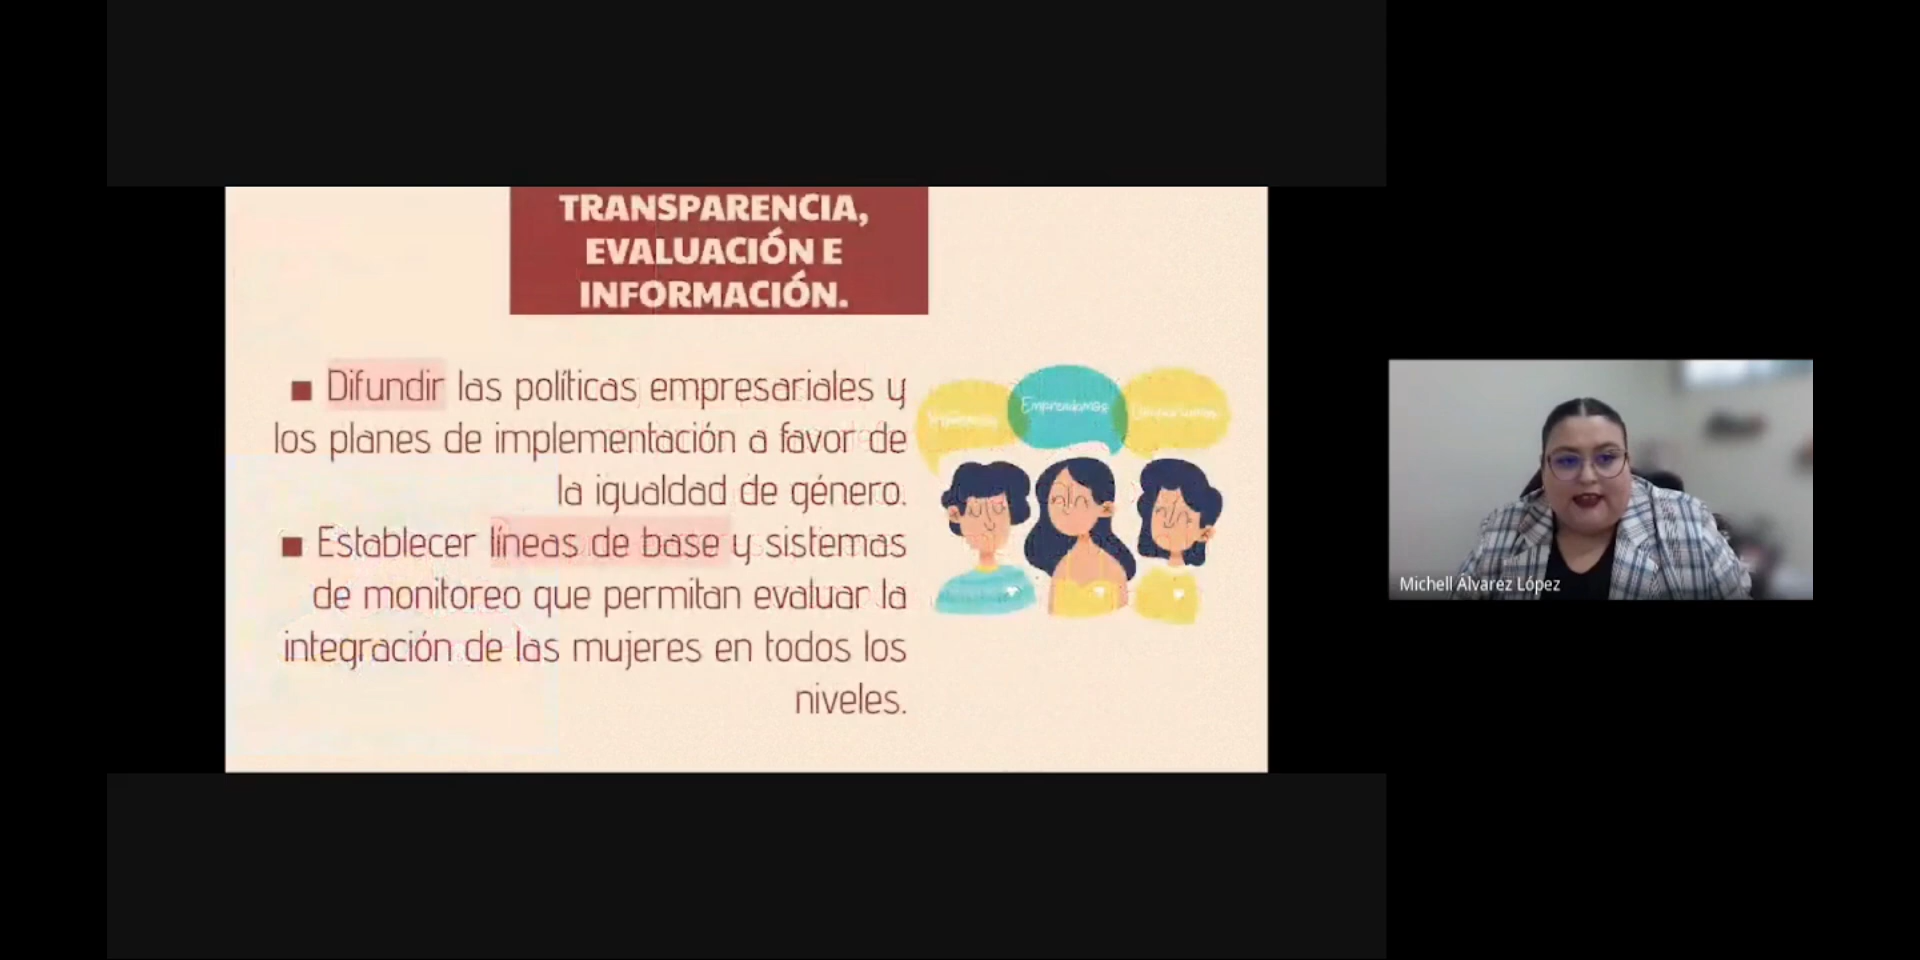 TRANSPARENCIA,
EVALUACIÓN E
INFORMACIÓN.
■ Difundir las políticas empresariales y
los planes de implementación a favor de
la igualdad de género.
■ Establecer líneas de base y sistemas
de monitoreo que permitan evaluar la
integración de las mujeres en todos los
niveles.
Emprendamos
Michell Álvarez López